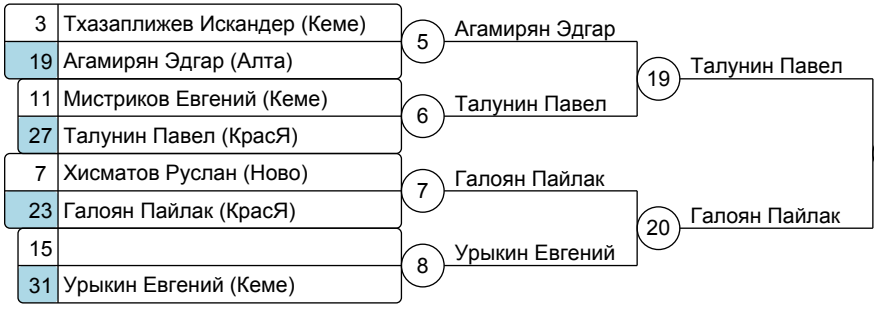 3 Тхазаплижев Искандер (Кеме)
19 Агамирян Эдгар (Алта)
5 Агамирян Эдгар
11 Мистриков Евгений (Кеме)
27 Талунин Павел (КрасЯ)
6 Талунин Павел
19 Талунин Павел
7 Хисматов Руслан (Ново)
23 Галоян Пайлак (КрасЯ)
7 Галоян Пайлак
15
31 Урыкин Евгений (Кеме)
8 Урыкин Евгений
20 Галоян Пайлак